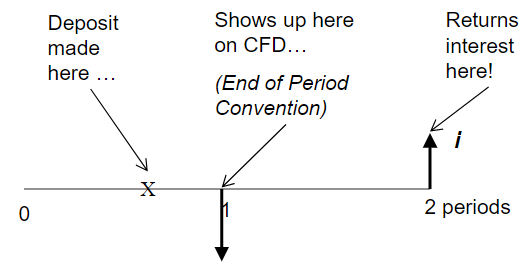 Deposit
made
here …
Shows up here
on CFD…
(End of Period
Convention)
Returns
interest
here!
X
i
0
1
2 periods